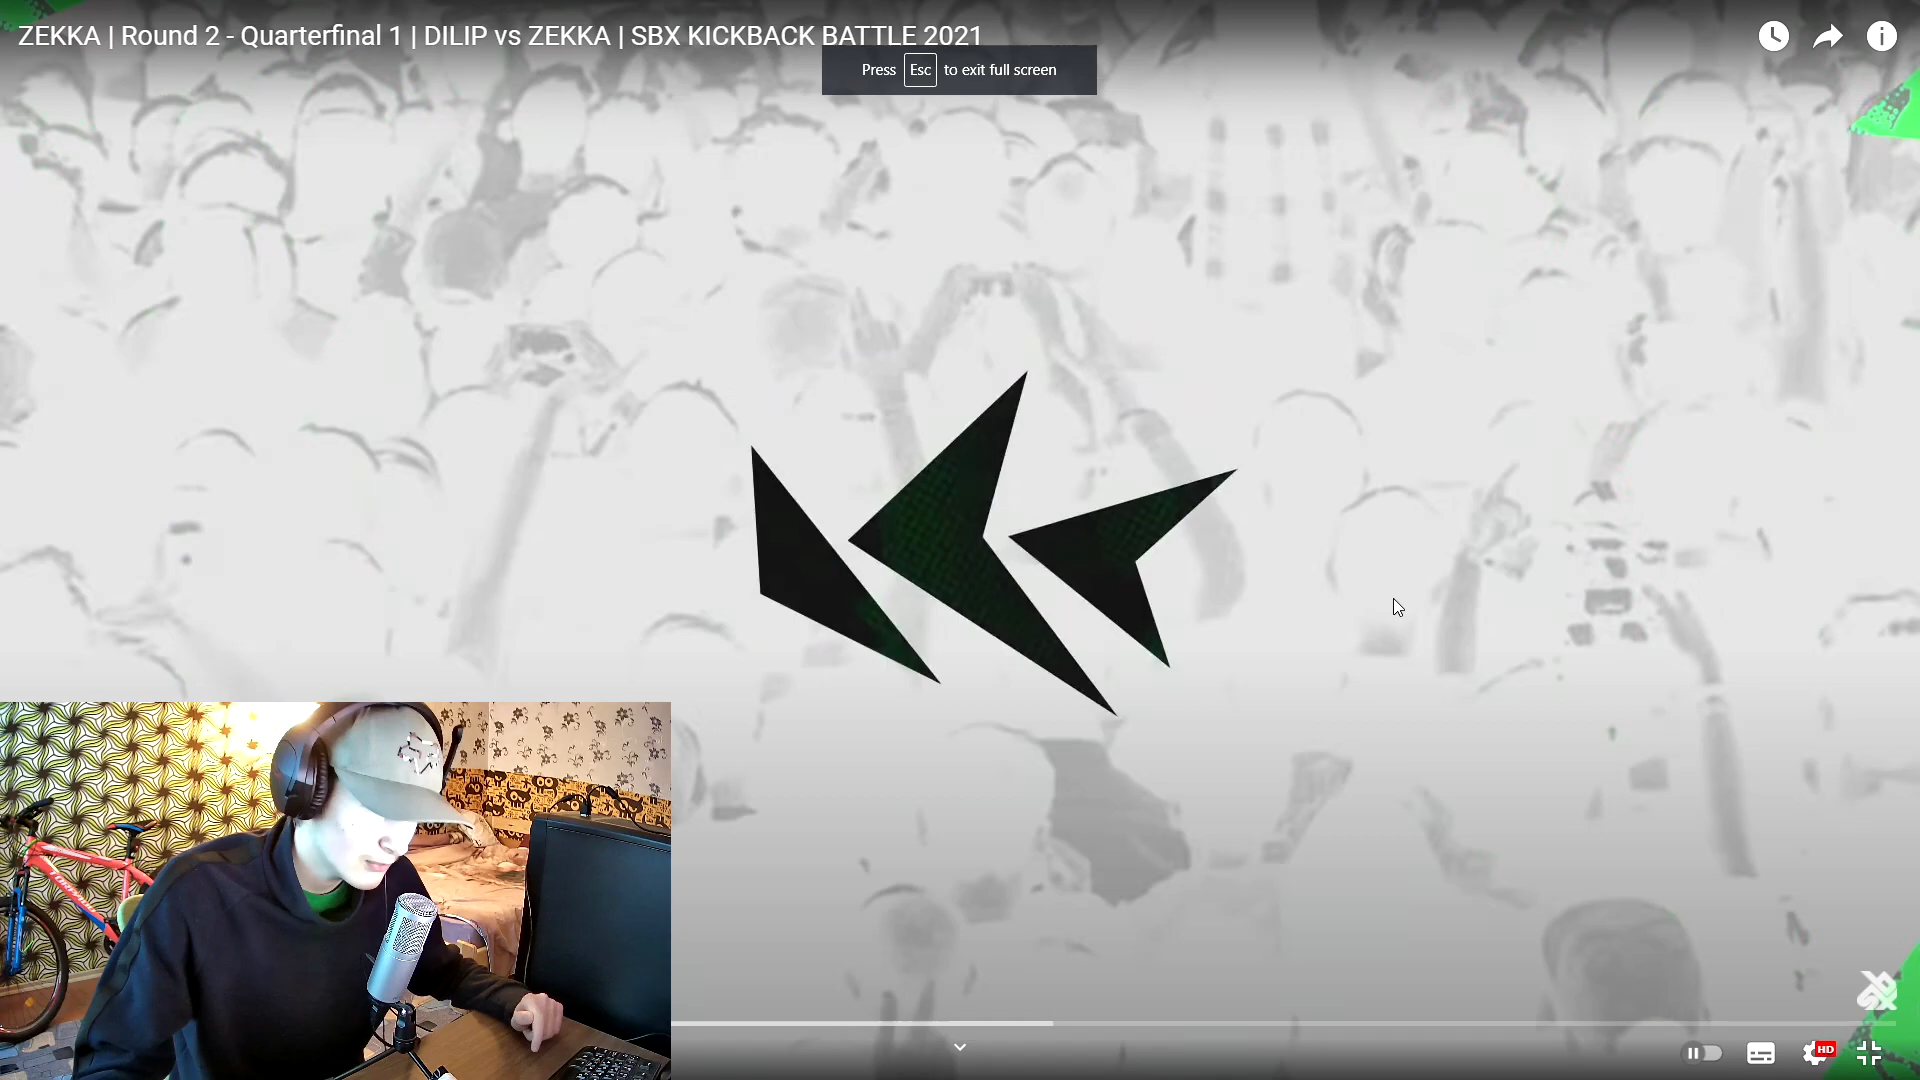 ZEKKA | Round 2 - Quarterfinal 1 | DILIP vs ZEKKA | SBX KICKBACK BATTLE 2021
Press Esc to exit full screen
HD